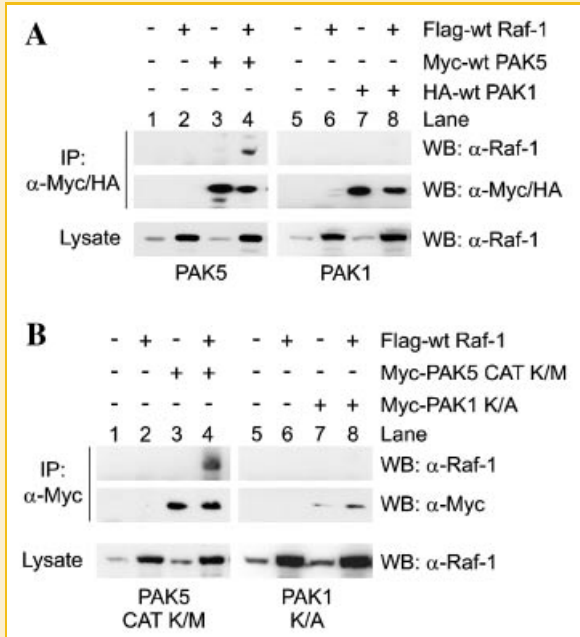 A
- + - + - + - + Flag-wt Raf-1
- - + + - - - - Myc-wt PAK5
- - - - - - + + HA-wt PAK1
1 2 3 4 5 6 7 8 Lane
IP: α-Myc/HA
WB: α-Raf-1
WB: α-Myc/HA
Lysate WB: α-Raf-1
PAK5 PAK1
B
- + - + - + - + Flag-wt Raf-1
- - + + - - - - Myc-PAK5 CAT K/M
- - - - - - + + Myc-PAK1 K/A
1 2 3 4 5 6 7 8 Lane
IP: α-Myc
WB: α-Raf-1
WB: α-Myc
Lysate WB: α-Raf-1
PAK5 PAK1
CAT K/M K/A